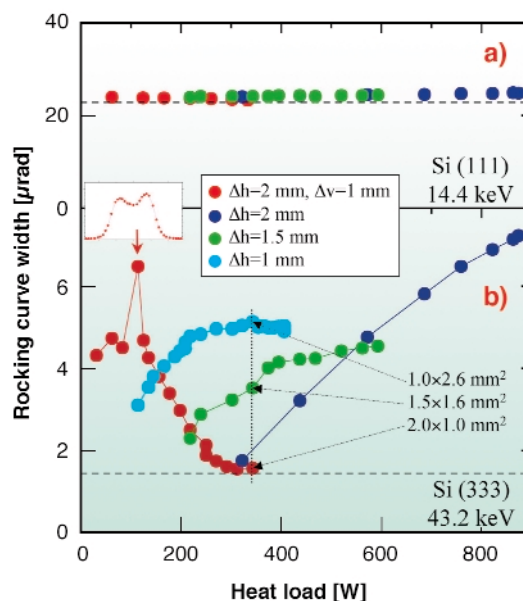 40
a)
20
Si (111)
14.4 keV
0
Δh=2 mm, Δv=1 mm
Δh=2 mm
Δh=1.5 mm
Δh=1 mm
Rocking curve width [μrad]
6
b)
4
1.0×2.6 mm²
1.5×1.6 mm²
2.0×1.0 mm²
2
Si (333)
43.2 keV
0
0 200 400 600 800
Heat load [W]